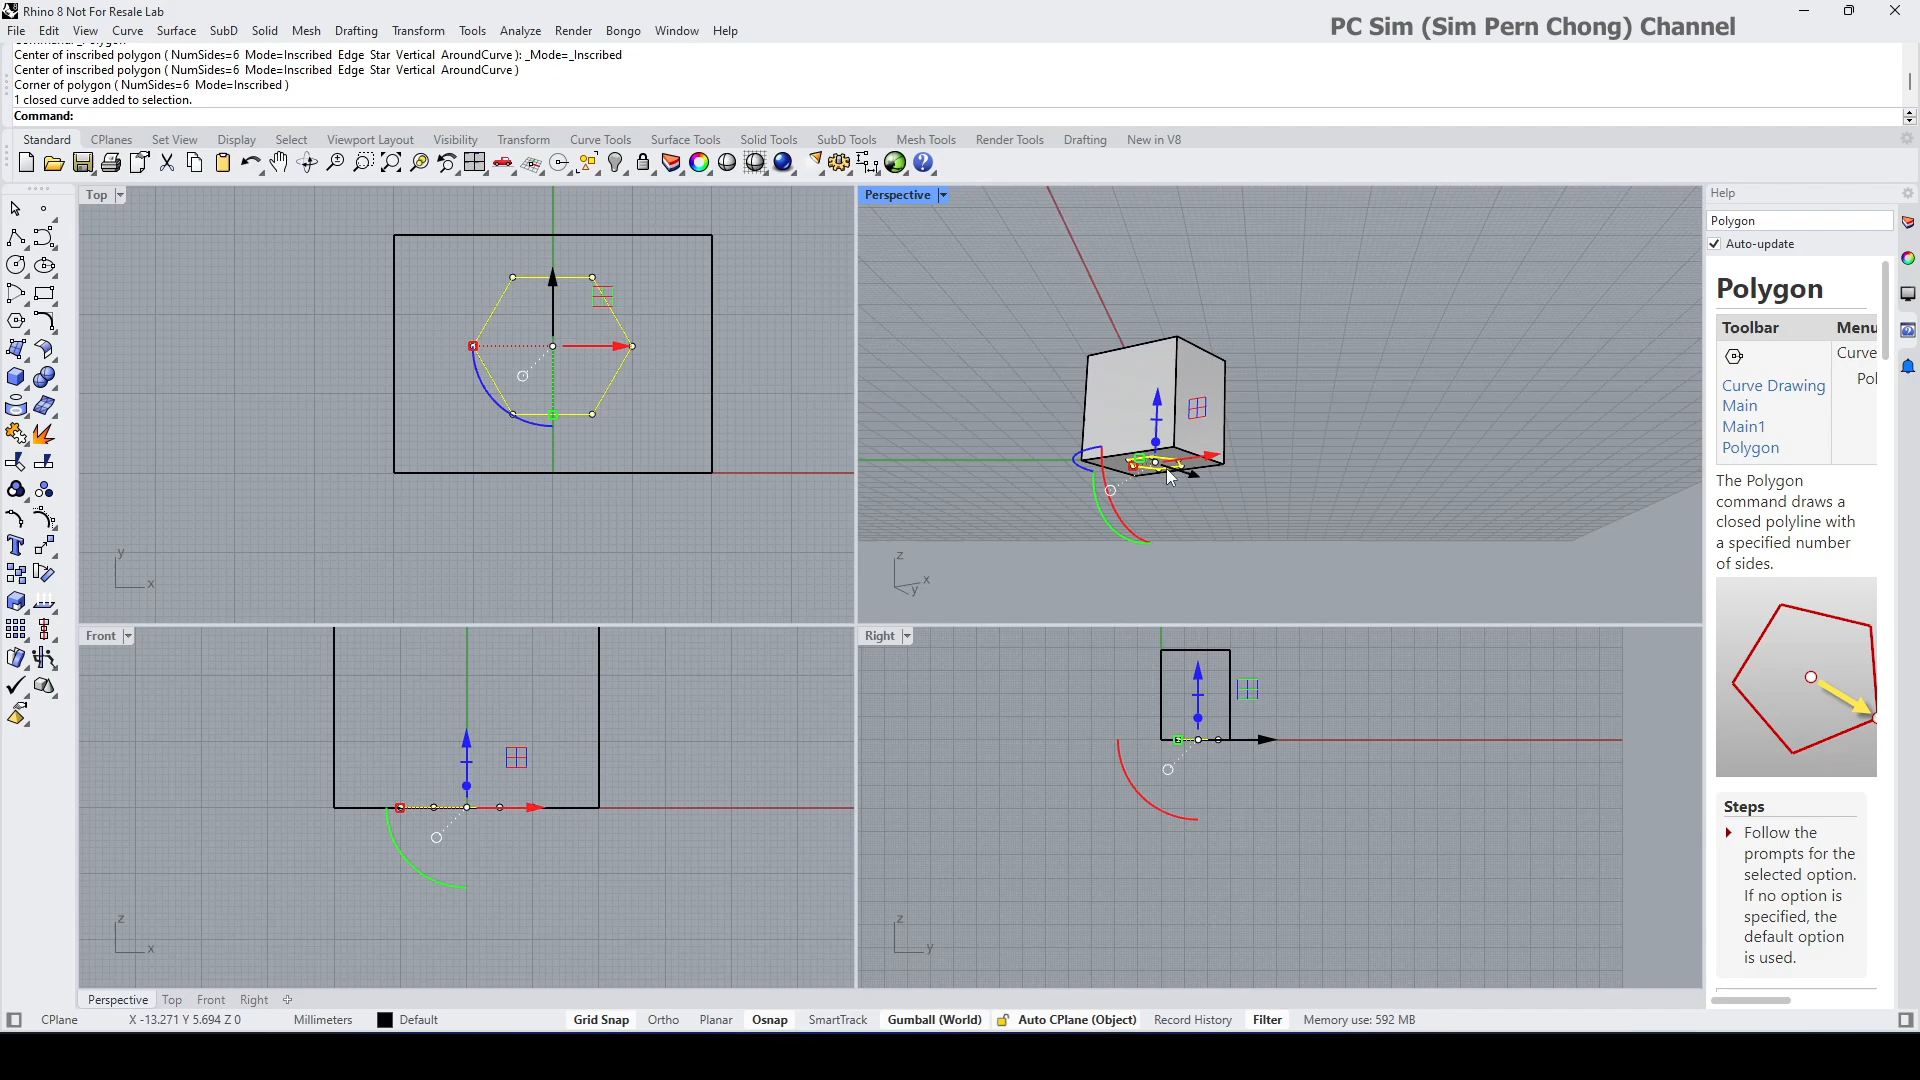 Rhino 8 Not For Resale Lab
PC Sim (Sim Pern Chong) Channel
File Edit View Curve Surface SubD Solid Mesh Drafting Transform Tools Analyze Render Bongo Window Help
Center of inscribed polygon ( NumSides=6 Mode=Inscribed Edge Star Vertical AroundCurve ): _Mode=_Inscribed
Center of inscribed polygon ( NumSides=6 Mode=Inscribed Edge Star Vertical AroundCurve )
Corner of polygon ( NumSides=6 Mode=Inscribed )
1 closed curve added to selection.
Command:
Standard CPlanes Set View Display Select Viewport Layout Visibility Transform Curve Tools Surface Tools Solid Tools SubD Tools Mesh Tools Render Tools Drafting New in V8
Top
y
x
Perspective
z
x
y
Front
z
x
Right
z
y
Help
Polygon
Auto-update
Polygon
Toolbar Menu
Curve
Pol
Curve Drawing
Main
Main1
Polygon
The Polygon
command draws a
closed polyline with
a specified number
of sides.
Steps
Follow the
prompts for the
selected option.
If no option is
specified, the
default option
is used.
Perspective Top Front Right
CPlane X -13.271 Y 5.694 Z 0 Millimeters Default Grid Snap Ortho Planar Osnap SmartTrack Gumball (World) Auto CPlane (Object) Record History Filter Memory use: 592 MB